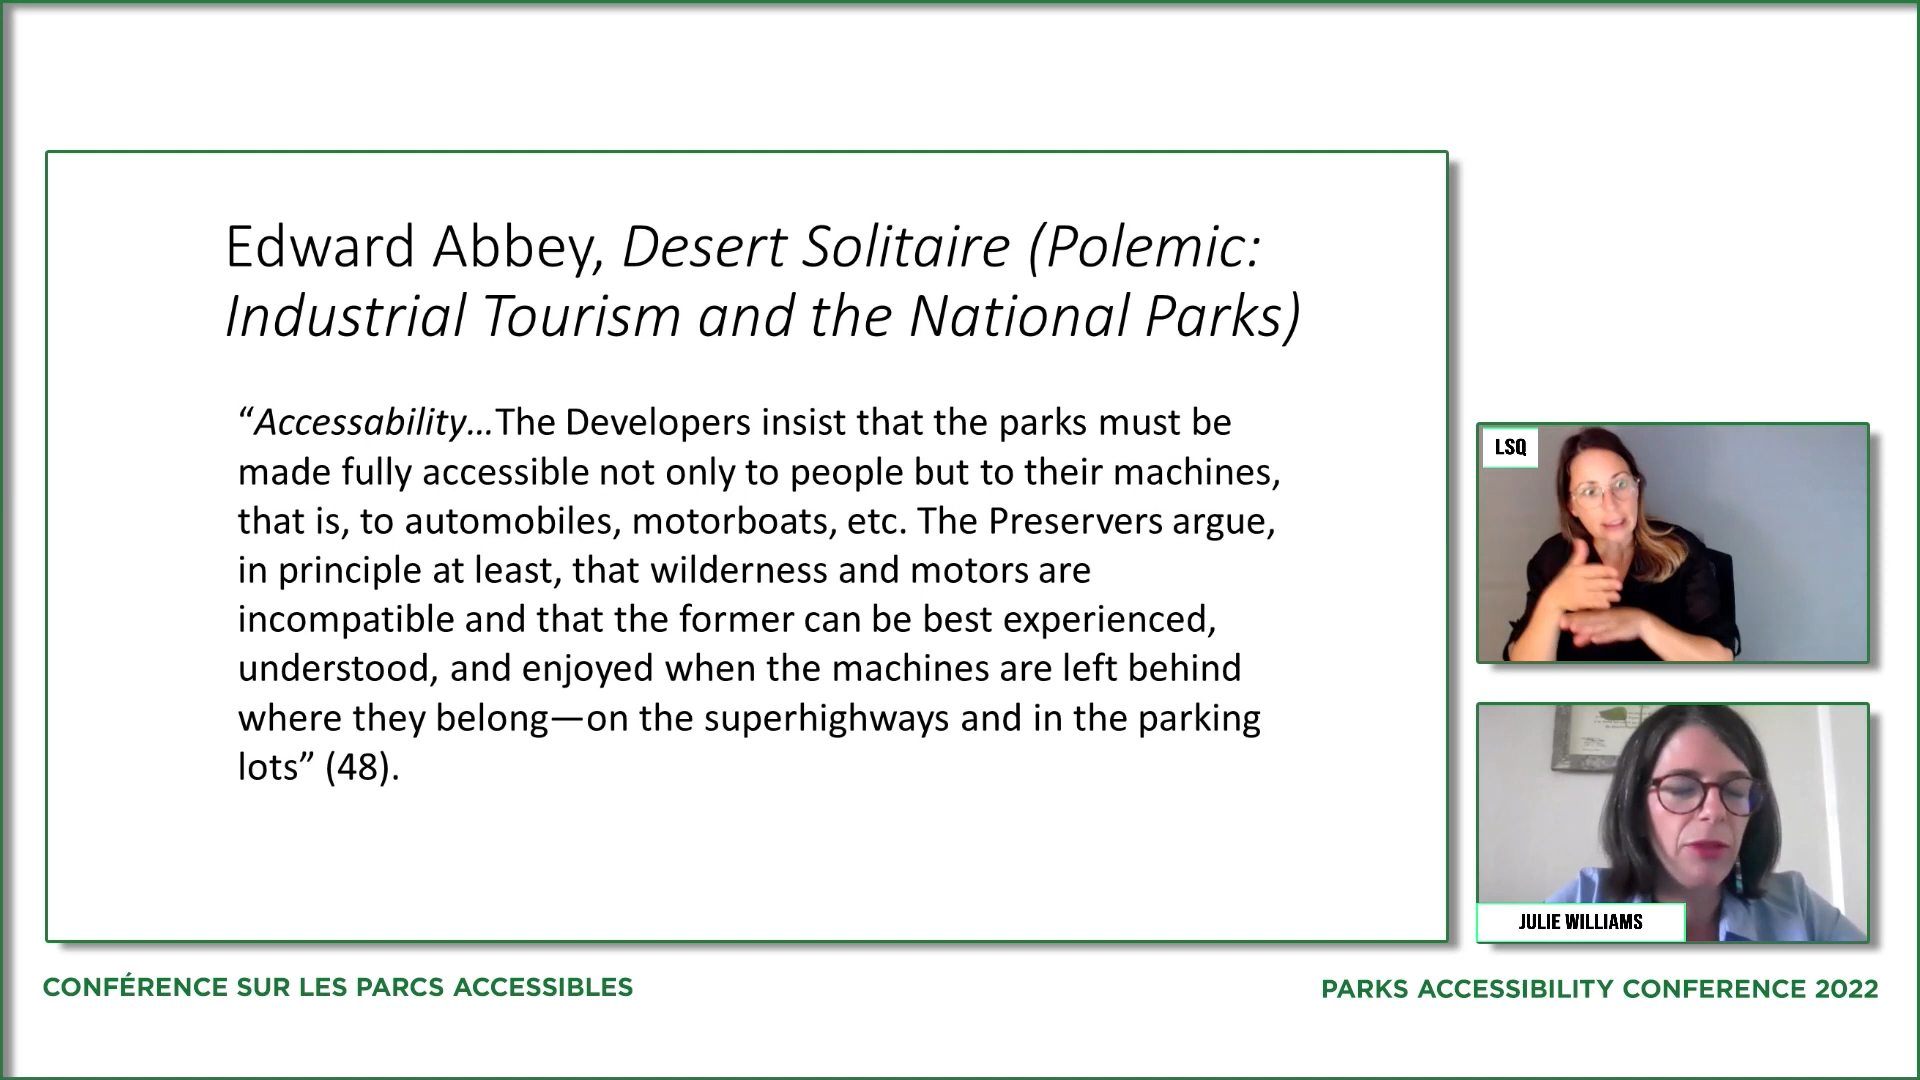 Edward Abbey, Desert Solitaire (Polemic:
Industrial Tourism and the National Parks)
“Accessability…The Developers insist that the parks must be
made fully accessible not only to people but to their machines,
that is, to automobiles, motorboats, etc. The Preservers argue,
in principle at least, that wilderness and motors are
incompatible and that the former can be best experienced,
understood, and enjoyed when the machines are left behind
where they belong—on the superhighways and in the parking
lots” (48).
LSQ
JULIE WILLIAMS
CONFÉRENCE SUR LES PARCS ACCESSIBLES
PARKS ACCESSIBILITY CONFERENCE 2022